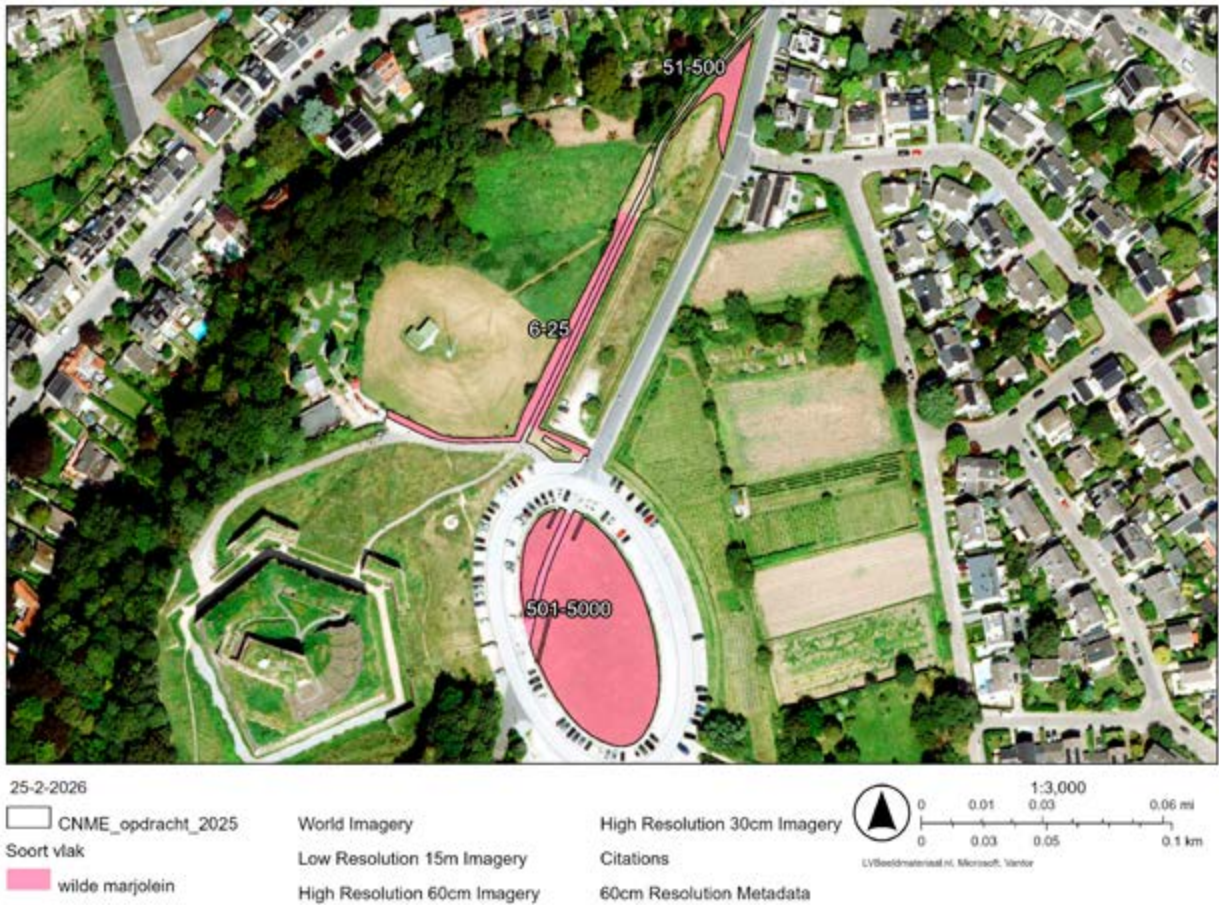 51-500
6-25
501-5000
25-2-2026
1:3,000
CNME_opdracht_2025
World Imagery
High Resolution 30cm Imagery
0 0.01 0.03 0.06 mi
0 0.03 0.05 0.1 km
Soort vlak
Low Resolution 15m Imagery
Citations
LVBeeldmateriaal.nl, Microsoft, Vantor
wilde marjolein
High Resolution 60cm Imagery
60cm Resolution Metadata